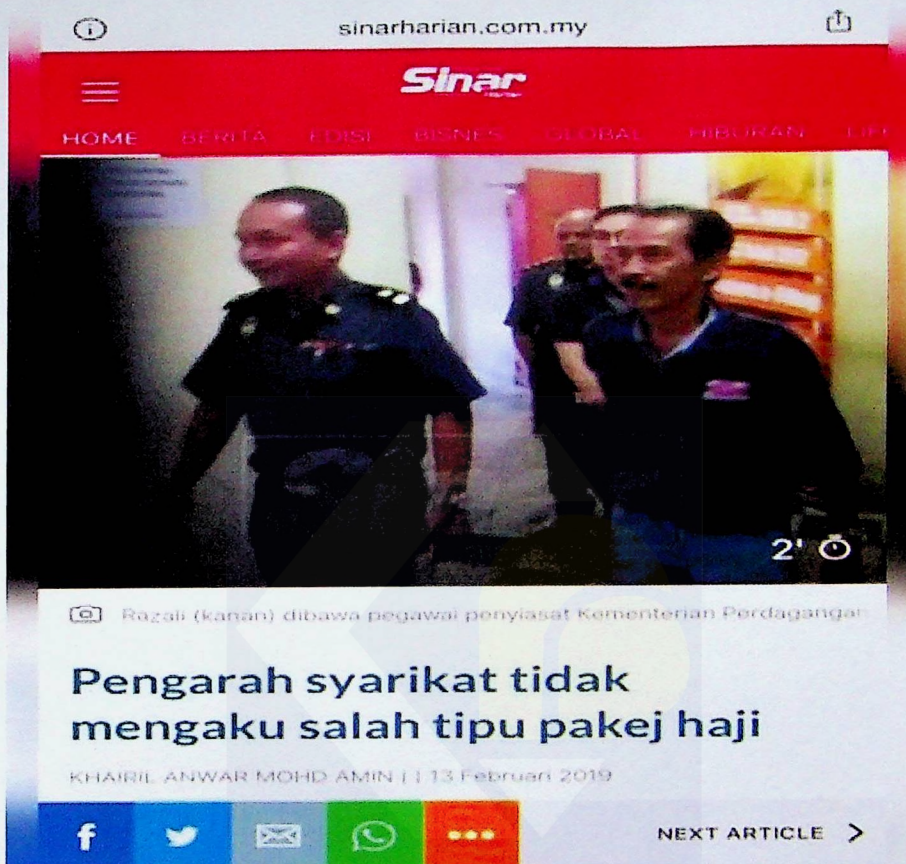 sinarharian.com.my
Sinar
HOME BERITA EDISI BISNES GLOBAL HIBURAN
2'
Razali (kanan) dibawa pegawai penyiasat Kementerian Perdagangan
Pengarah syarikat tidak
mengaku salah tipu pakej haji
KHAIRIL ANWAR MOHD AMIN | | 13 Februari 2019
f
NEXT ARTICLE >